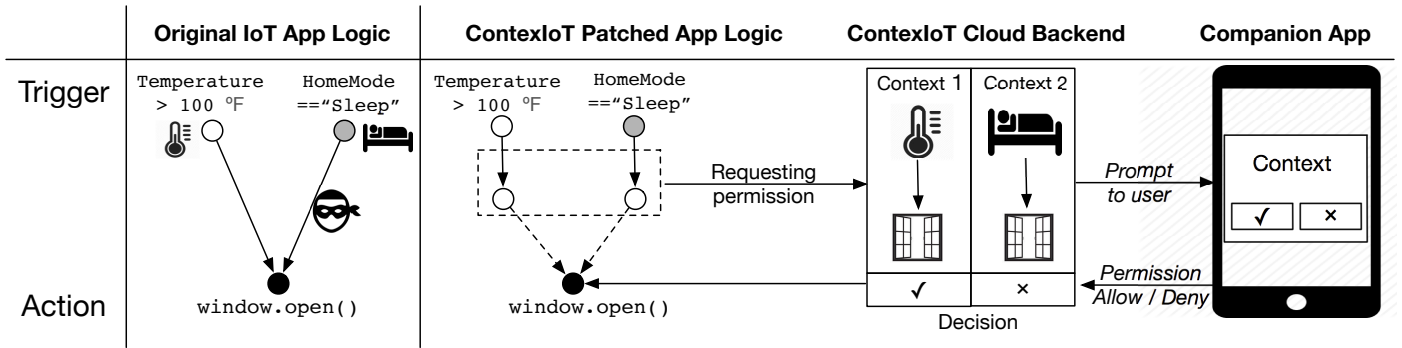 Original IoT App Logic
ContexIoT Patched App Logic
ContexIoT Cloud Backend
Companion App
Trigger
Temperature
> 100 ºF
HomeMode
==“Sleep”
Temperature
> 100 ºF
HomeMode
==“Sleep”
Requesting
permission
Context 1
Context 2
Prompt
to user
Context
✓
×
Action
window.open()
window.open()
✓
×
Decision
Permission
Allow / Deny